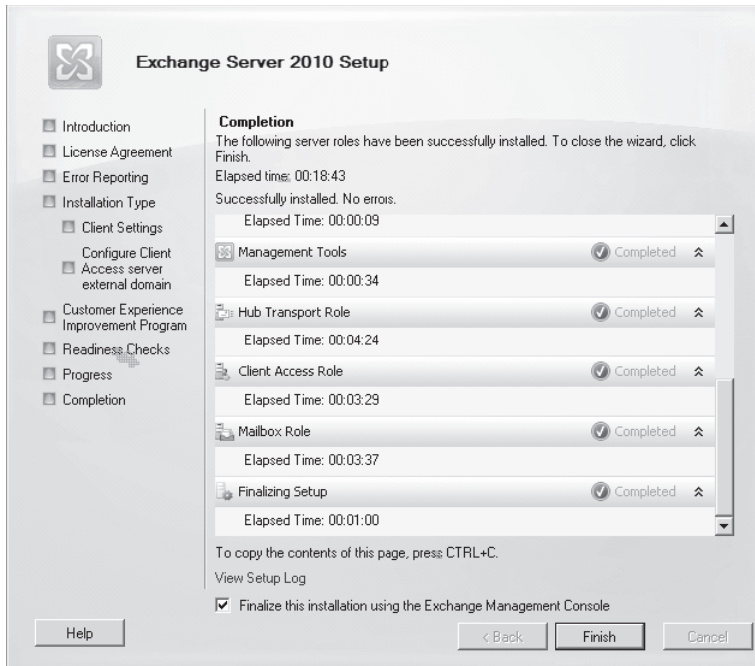 Exchange Server 2010 Setup
Introduction
License Agreement
Error Reporting
Installation Type
Client Settings
Configure Client
Access server
external domain
Customer Experience
Improvement Program
Readiness Checks
Progress
Completion
Completion
The following server roles have been successfully installed. To close the wizard, click
Finish.
Elapsed time: 00:18:43
Successfully installed. No errors.
Elapsed Time: 00:00:09
Management Tools Completed
Elapsed Time: 00:00:34
Hub Transport Role Completed
Elapsed Time: 00:04:24
Client Access Role Completed
Elapsed Time: 00:03:29
Mailbox Role Completed
Elapsed Time: 00:03:37
Finalizing Setup Completed
Elapsed Time: 00:01:00
To copy the contents of this page, press CTRL+C.
View Setup Log
Finalize this installation using the Exchange Management Console
Help
< Back Finish Cancel